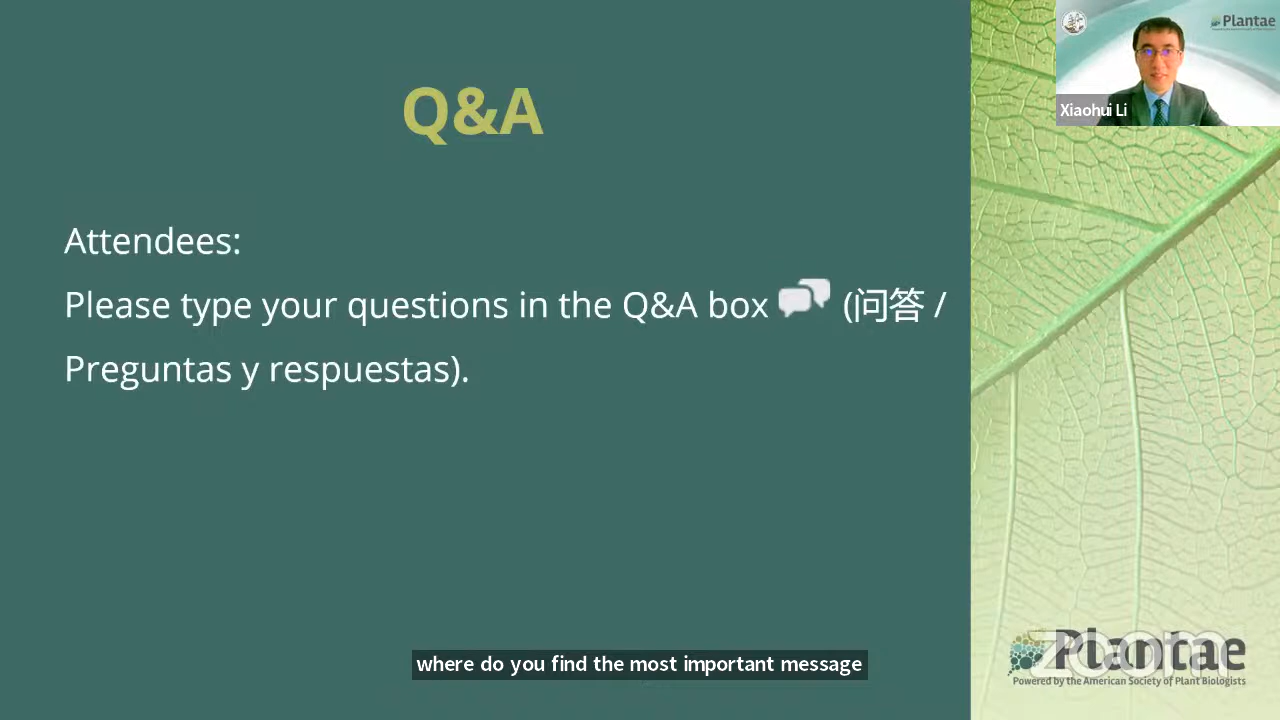 Q&A
Attendees:
Please type your questions in the Q&A box (问答 /
Preguntas y respuestas).
Plantae
Xiaohui Li
where do you find the most important message
Plantae
zoom
Powered by the American Society of Plant Biologists